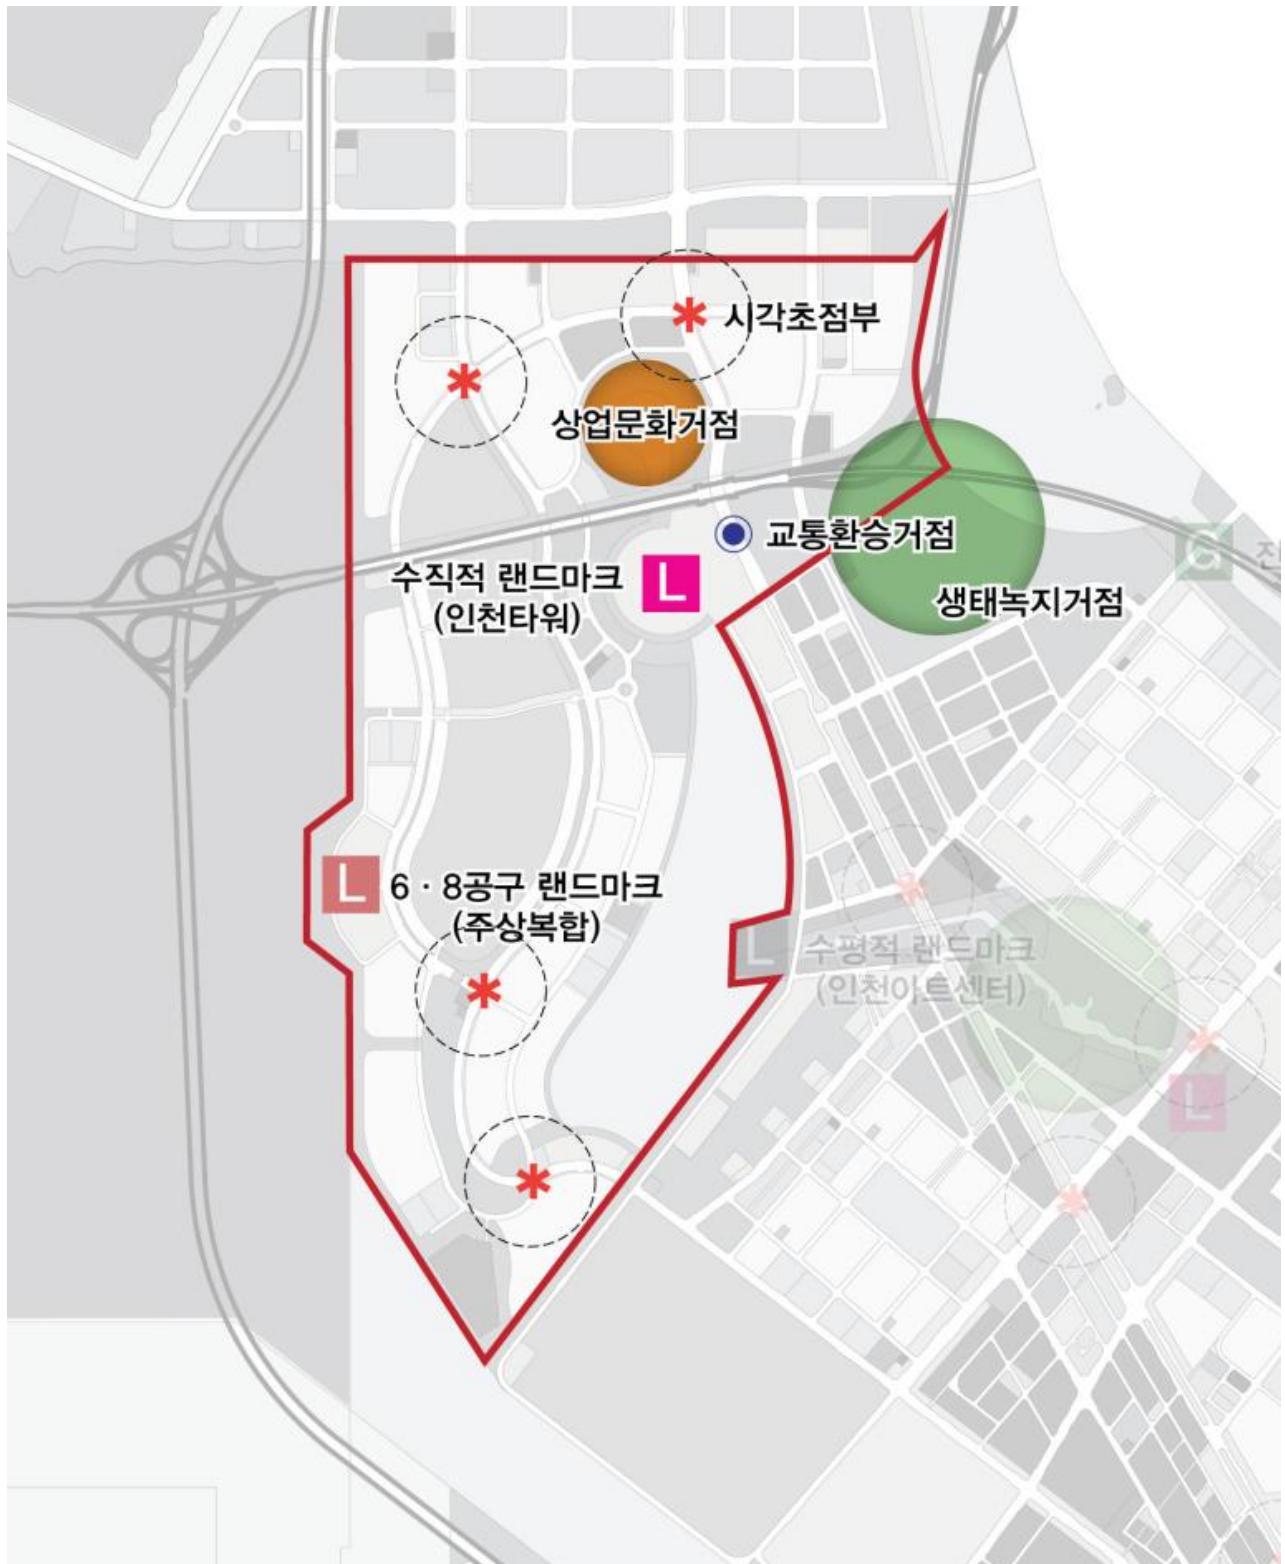 시각초점부
상업문화거점
교통환승거점
G
진
수직적 랜드마크
(인천타워)
L
생태녹지거점
L
6 · 8공구 랜드마크
(주상복합)
L
수평적 랜드마크
(인천아트센터)
L